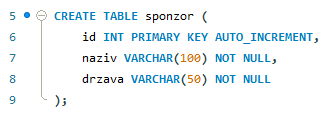 5 CREATE TABLE sponzor (
6 id INT PRIMARY KEY AUTO_INCREMENT,
7 naziv VARCHAR(100) NOT NULL,
8 drzava VARCHAR(50) NOT NULL
9 );